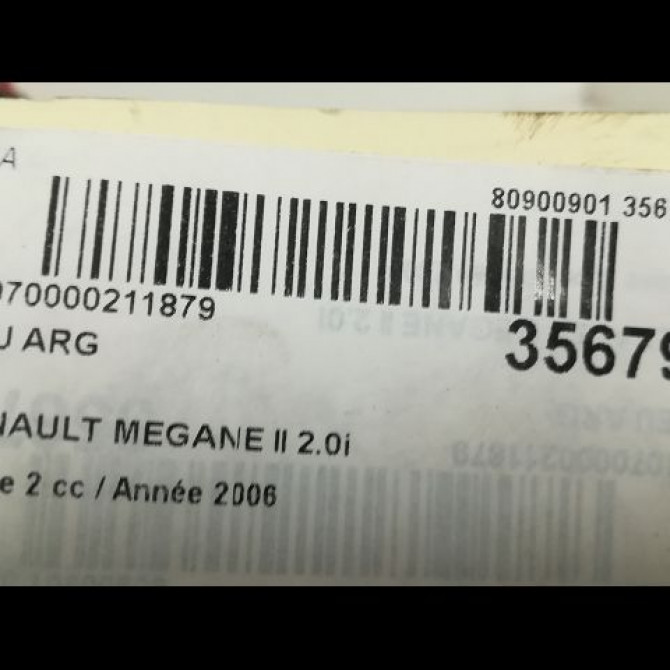 A
80900901 356
070000211879
U ARG
35679
NAULT MEGANE II 2.0i
e 2 cc / Année 2006